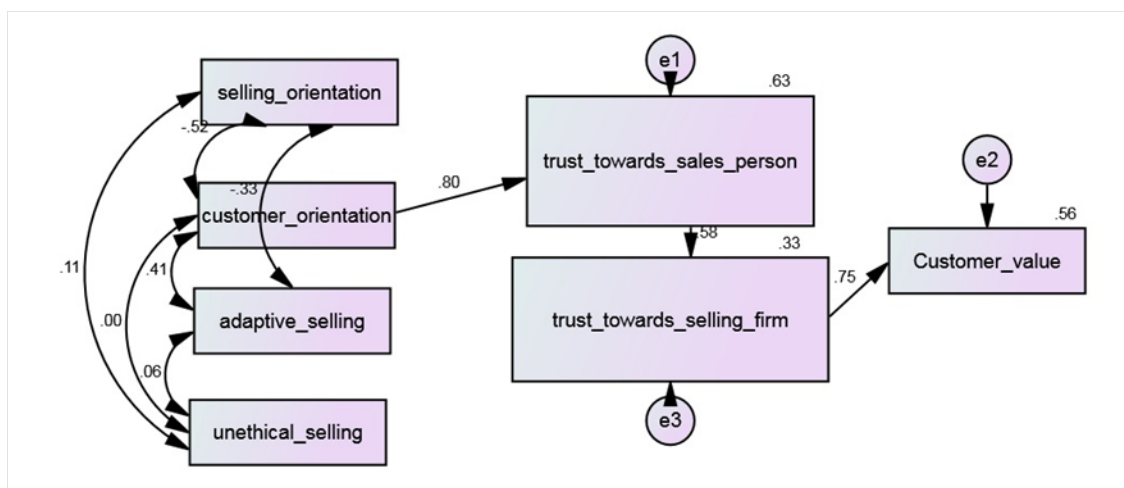 e1
.63
selling_orientation
-.52
trust_towards_sales_person
e2
.80
-.33
customer_orientation
.56
.58
.33
.11
.41
Customer_value
.75
.00
adaptive_selling
trust_towards_selling_firm
.06
e3
unethical_selling